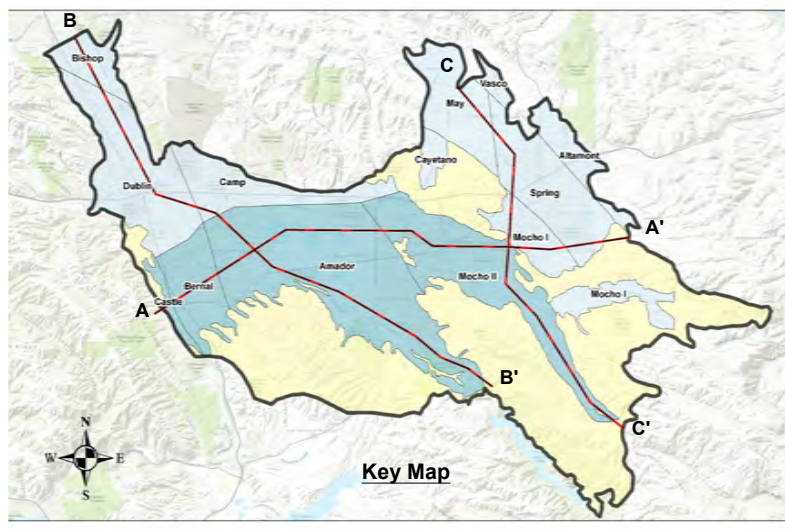 B
Bishop
C
Vasco
May
Altamont
Cayetano
Camp
Dublin
Spring
A'
Mocho I
Amador
Mocho II
Bernal
Mocho I
Castle
A
B'
C'
N
W
E
S
Key Map